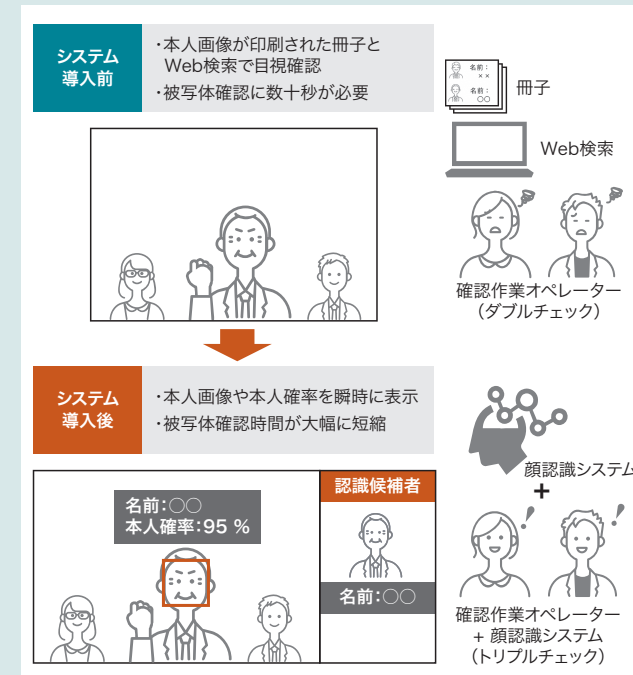 システム
導入前
・本人画像が印刷された冊子と
Web検索で目視確認
・被写体確認に数十秒が必要
名前：
××
名前：
○○
冊子
Web検索
確認作業オペレーター
（ダブルチェック）
システム
導入後
・本人画像や本人確率を瞬時に表示
・被写体確認時間が大幅に短縮
顔認識システム
+
名前：○○
本人確率：95 %
認識候補者
名前：○○
確認作業オペレーター
+ 顔認識システム
（トリプルチェック）